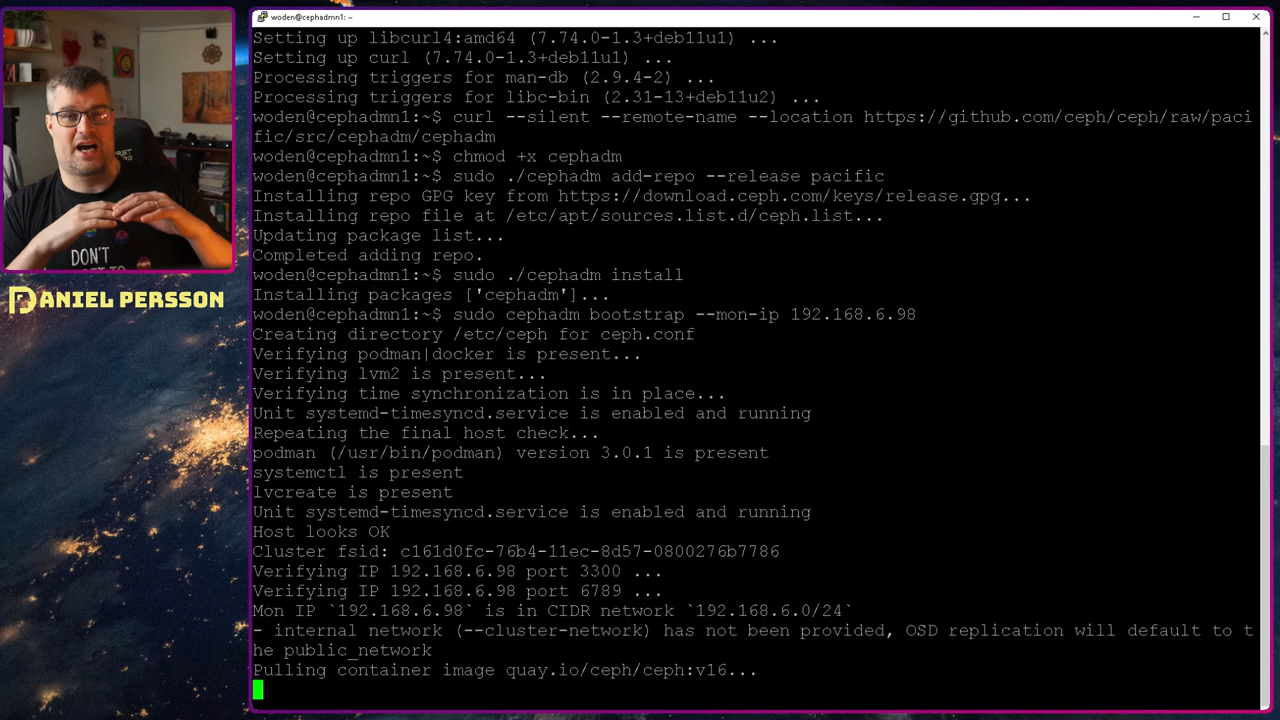 woden@cephadmn1: ~
Setting up libcurl4:amd64 (7.74.0-1.3+deb11u1) ...
Setting up curl (7.74.0-1.3+deb11u1) ...
Processing triggers for man-db (2.9.4-2) ...
Processing triggers for libc-bin (2.31-13+deb11u2) ...
woden@cephadmn1:~$ curl --silent --remote-name --location https://github.com/ceph/ceph/raw/paci
fic/src/cephadm/cephadm
woden@cephadmn1:~$ chmod +x cephadm
woden@cephadmn1:~$ sudo ./cephadm add-repo --release pacific
Installing repo GPG key from https://download.ceph.com/keys/release.gpg...
Installing repo file at /etc/apt/sources.list.d/ceph.list...
Updating package list...
Completed adding repo.
woden@cephadmn1:~$ sudo ./cephadm install
Installing packages ['cephadm']...
woden@cephadmn1:~$ sudo cephadm bootstrap --mon-ip 192.168.6.98
Creating directory /etc/ceph for ceph.conf
Verifying podman|docker is present...
Verifying lvm2 is present...
Verifying time synchronization is in place...
Unit systemd-timesyncd.service is enabled and running
Repeating the final host check...
podman (/usr/bin/podman) version 3.0.1 is present
systemctl is present
lvcreate is present
Unit systemd-timesyncd.service is enabled and running
Host looks OK
Cluster fsid: c161d0fc-76b4-11ec-8d57-0800276b7786
Verifying IP 192.168.6.98 port 3300 ...
Verifying IP 192.168.6.98 port 6789 ...
Mon IP `192.168.6.98` is in CIDR network `192.168.6.0/24`
- internal network (--cluster-network) has not been provided, OSD replication will default to t
he public_network
Pulling container image quay.io/ceph/ceph:v16...
DON'T
DANIEL PERSSON